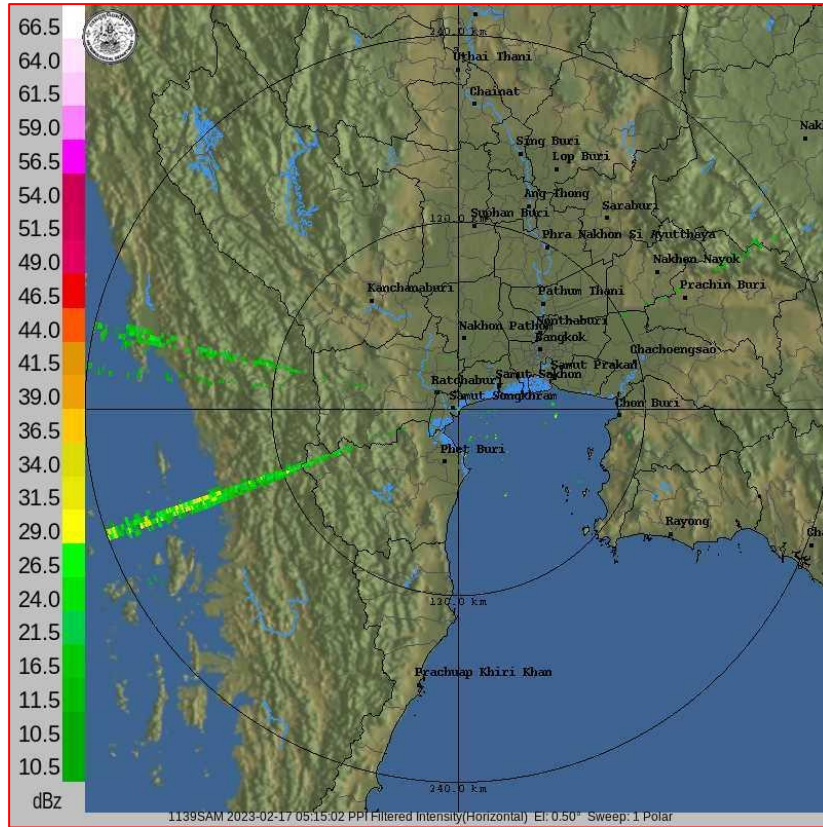 66.5
64.0
61.5
59.0
56.5
54.0
51.5
49.0
46.5
44.0
41.5
39.0
36.5
34.0
31.5
29.0
26.5
24.0
21.5
16.5
11.5
10.5
10.5
dBz
240.0 km
Uthai Thani
Chainat
Sing Buri
Lop Buri
Ang Thong
Suphan Buri
Saraburi
120.0 km
Phra Nakhon Si Ayutthaya
Nakhon Nayok
Kanchanaburi
Pathum Thani
Prachin Buri
Nonthaburi
Nakhon Pathom
Bangkok
Chachoengsao
Samut Prakan
Samut Sakhon
Ratchaburi
Samut Songkhram
Chon Buri
Phet Buri
Rayong
120.0 km
Prachuap Khiri Khan
240.0 km
1139SAM 2023-02-17 05:15:02 PPI Filtered Intensity(Horizontal) El: 0.50° Sweep: 1 Polar